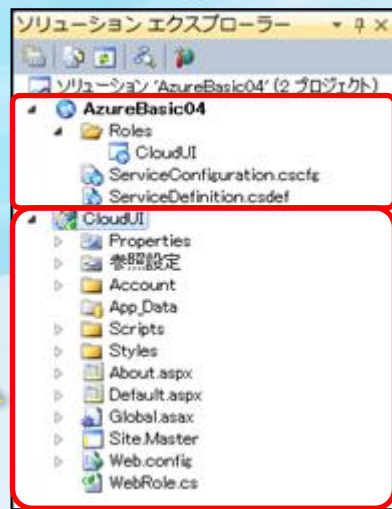 ソリューション エクスプローラー
ソリューション 'AzureBasic04' (2 プロジェクト)
AzureBasic04
Roles
CloudUI
ServiceConfiguration.cscfg
ServiceDefinition.csdef
CloudUI
Properties
参照設定
Account
App_Data
Scripts
Styles
About.aspx
Default.aspx
Global.asax
Site.Master
Web.config
WebRole.cs